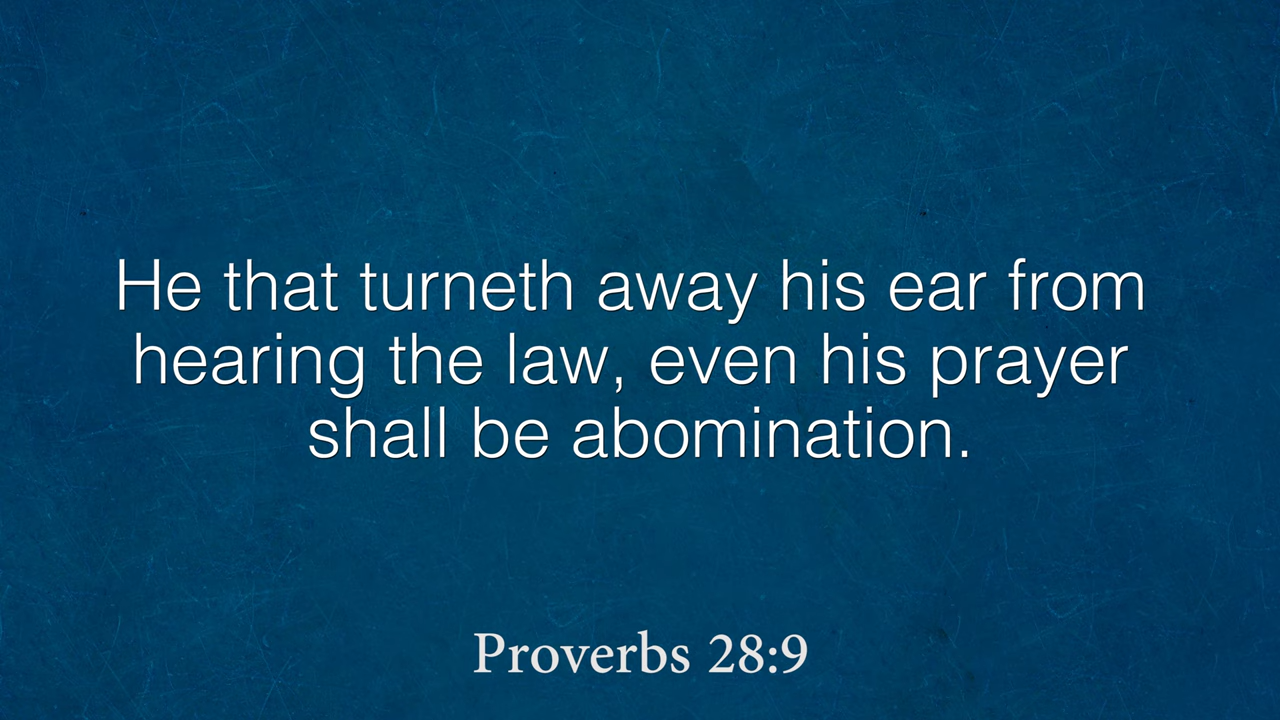 He that turneth away his ear from
hearing the law, even his prayer
shall be abomination.
Proverbs 28:9